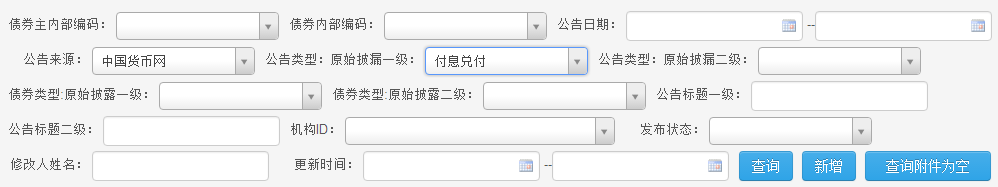 债券主内部编码： 债券内部编码： 公告日期： --
公告来源： 中国货币网 公告类型：原始披漏一级： 付息兑付 公告类型：原始披漏二级：
债券类型:原始披露一级： 债券类型:原始披露二级： 公告标题一级：
公告标题二级： 机构ID： 发布状态：
修改人姓名： 更新时间： -- 查询 新增 查询附件为空